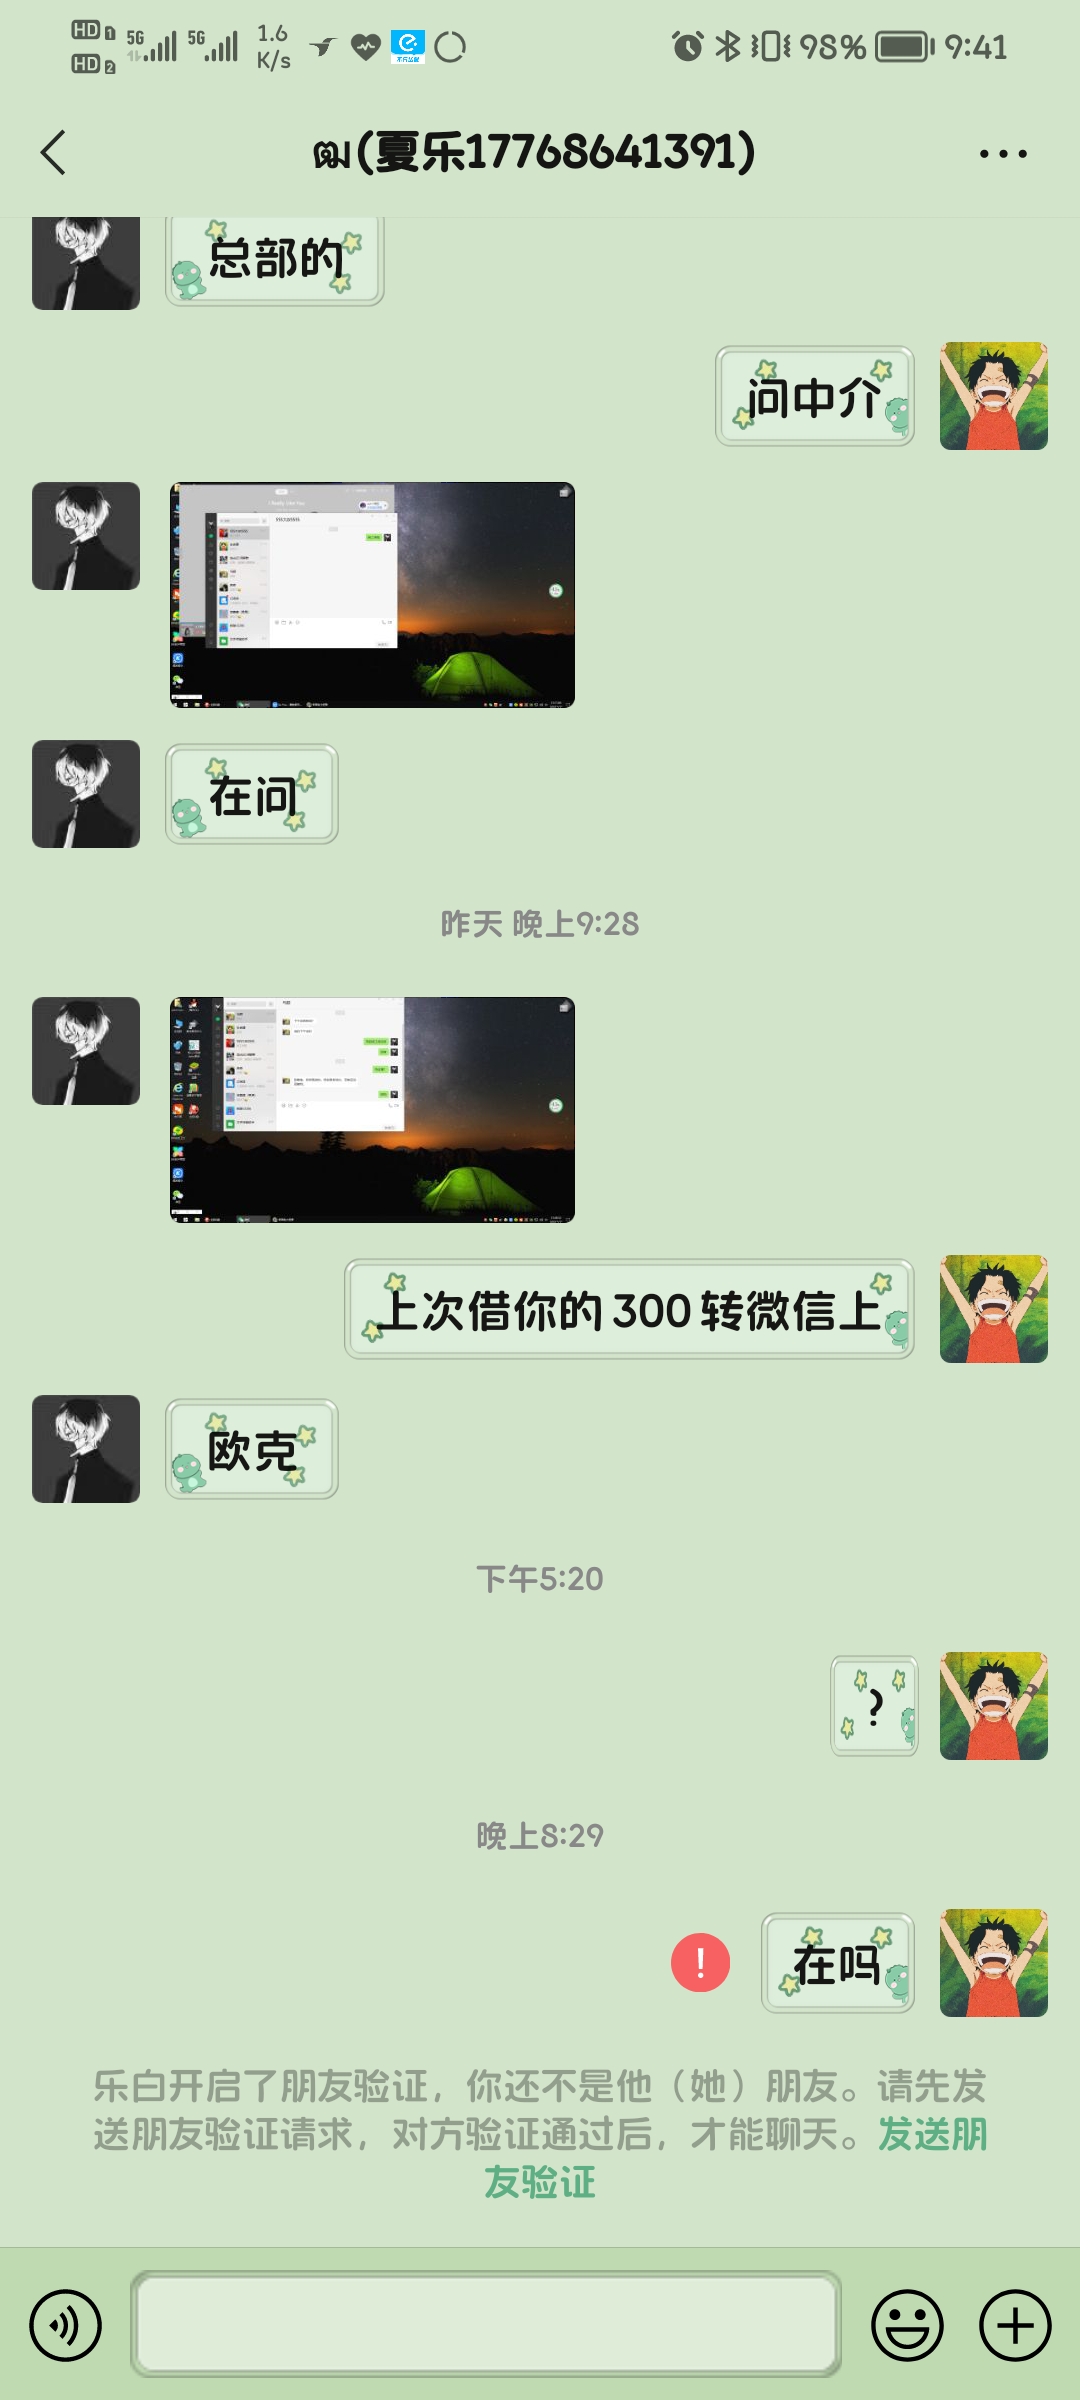 HD 1 5G 5G 1.6 98% 9:41
HD 2 K/s
ฒ(夏乐17768641391)
总部的
问中介
在问
昨天 晚上9:28
上次借你的300转微信上
欧克
下午5:20
?
晚上8:29
! 在吗
乐白开启了朋友验证，你还不是他（她）朋友。请先发
送朋友验证请求，对方验证通过后，才能聊天。发送朋
友验证